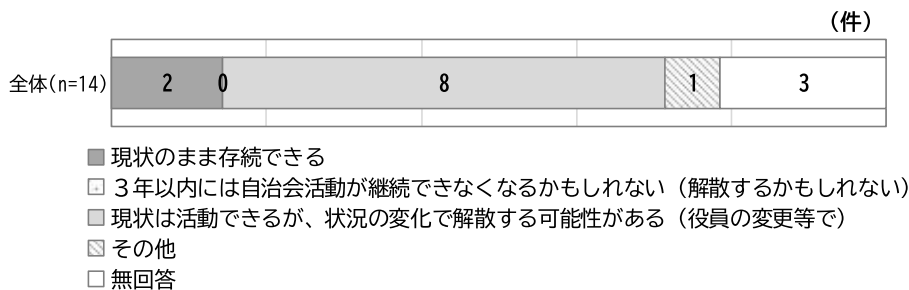 （件）
全体(n=14)
2 0 8 1 3
現状のまま存続できる
３年以内には自治会活動が継続できなくなるかもしれない（解散するかもしれない）
現状は活動できるが、状況の変化で解散する可能性がある（役員の変更等で）
その他
無回答